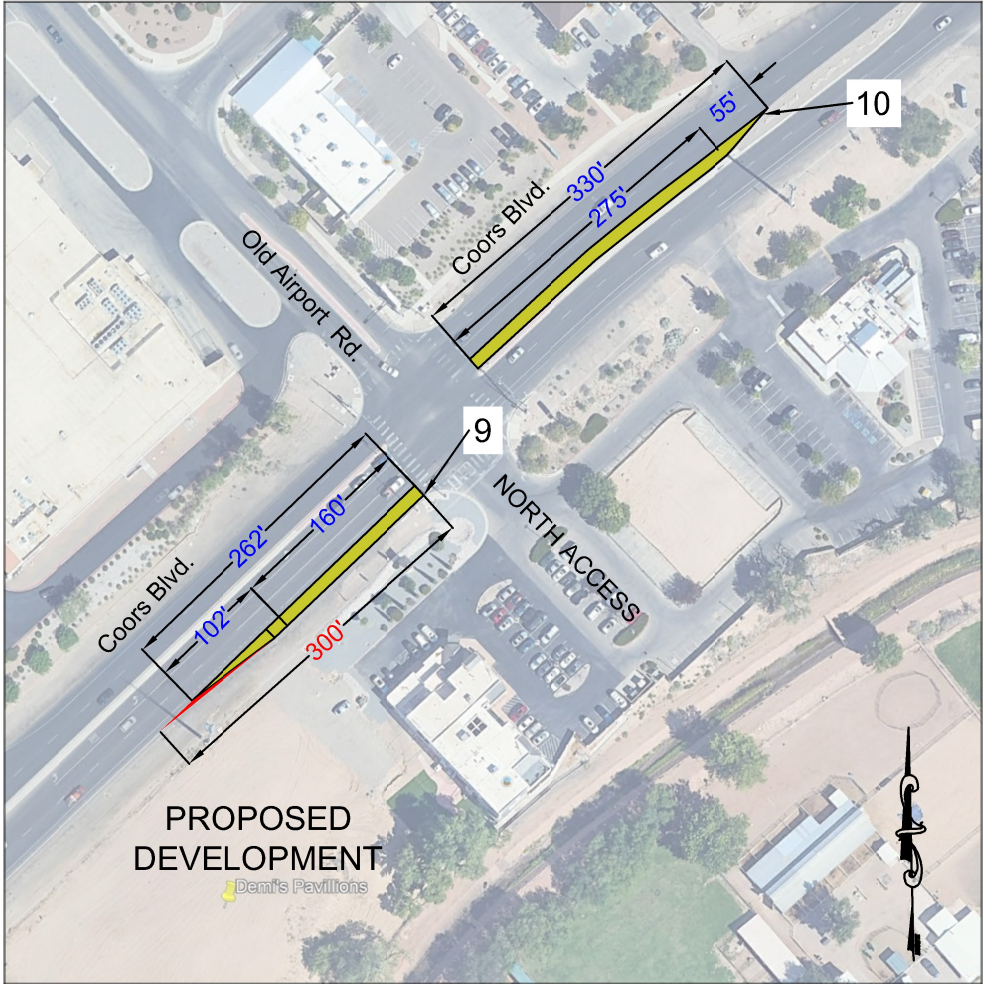 55'
10
330'
275'
Coors Blvd.
Old Airport Rd.
9
NORTH ACCESS
160'
262'
Coors Blvd.
102'
300'
PROPOSED
DEVELOPMENT
Demi's Pavillions